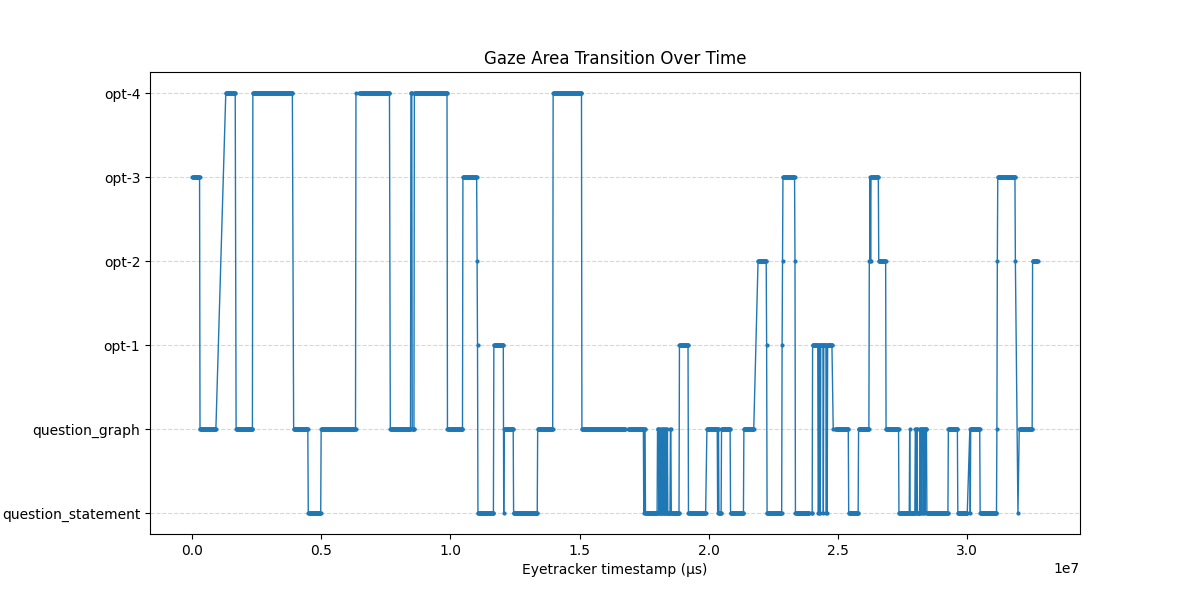 Gaze Area Transition Over Time
opt-4
opt-3
opt-2
opt-1
question_graph
question_statement
0.0 0.5 1.0 1.5 2.0 2.5 3.0
Eyetracker timestamp (µs)
1e7